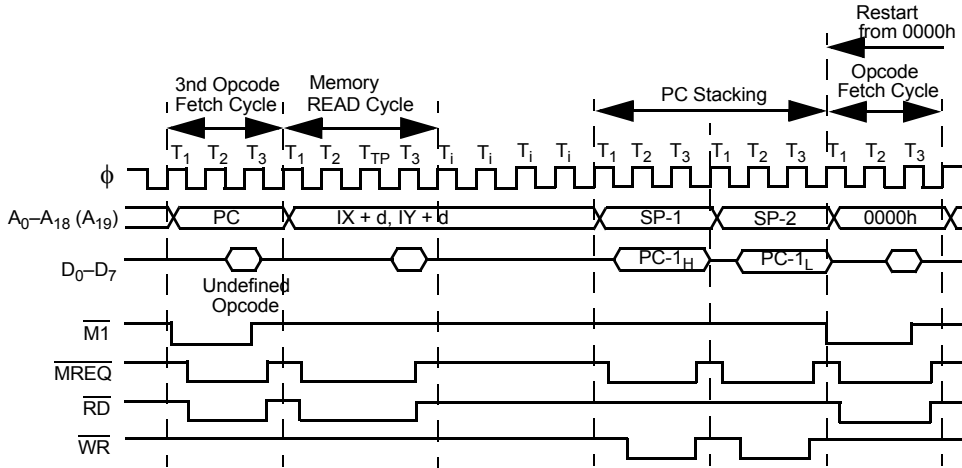 Restart
from 0000h
3nd Opcode
Fetch Cycle
Memory
READ Cycle
PC Stacking
Opcode
Fetch Cycle
T1 T2 T3 T1 T2 TTP T3 Ti Ti Ti Ti T1 T2 T3 T1 T2 T3 T1 T2 T3
ϕ
A0–A18 (A19) PC IX + d, IY + d SP-1 SP-2 0000h
D0–D7 PC-1H PC-1L
Undefined
Opcode
M1
MREQ
RD
WR